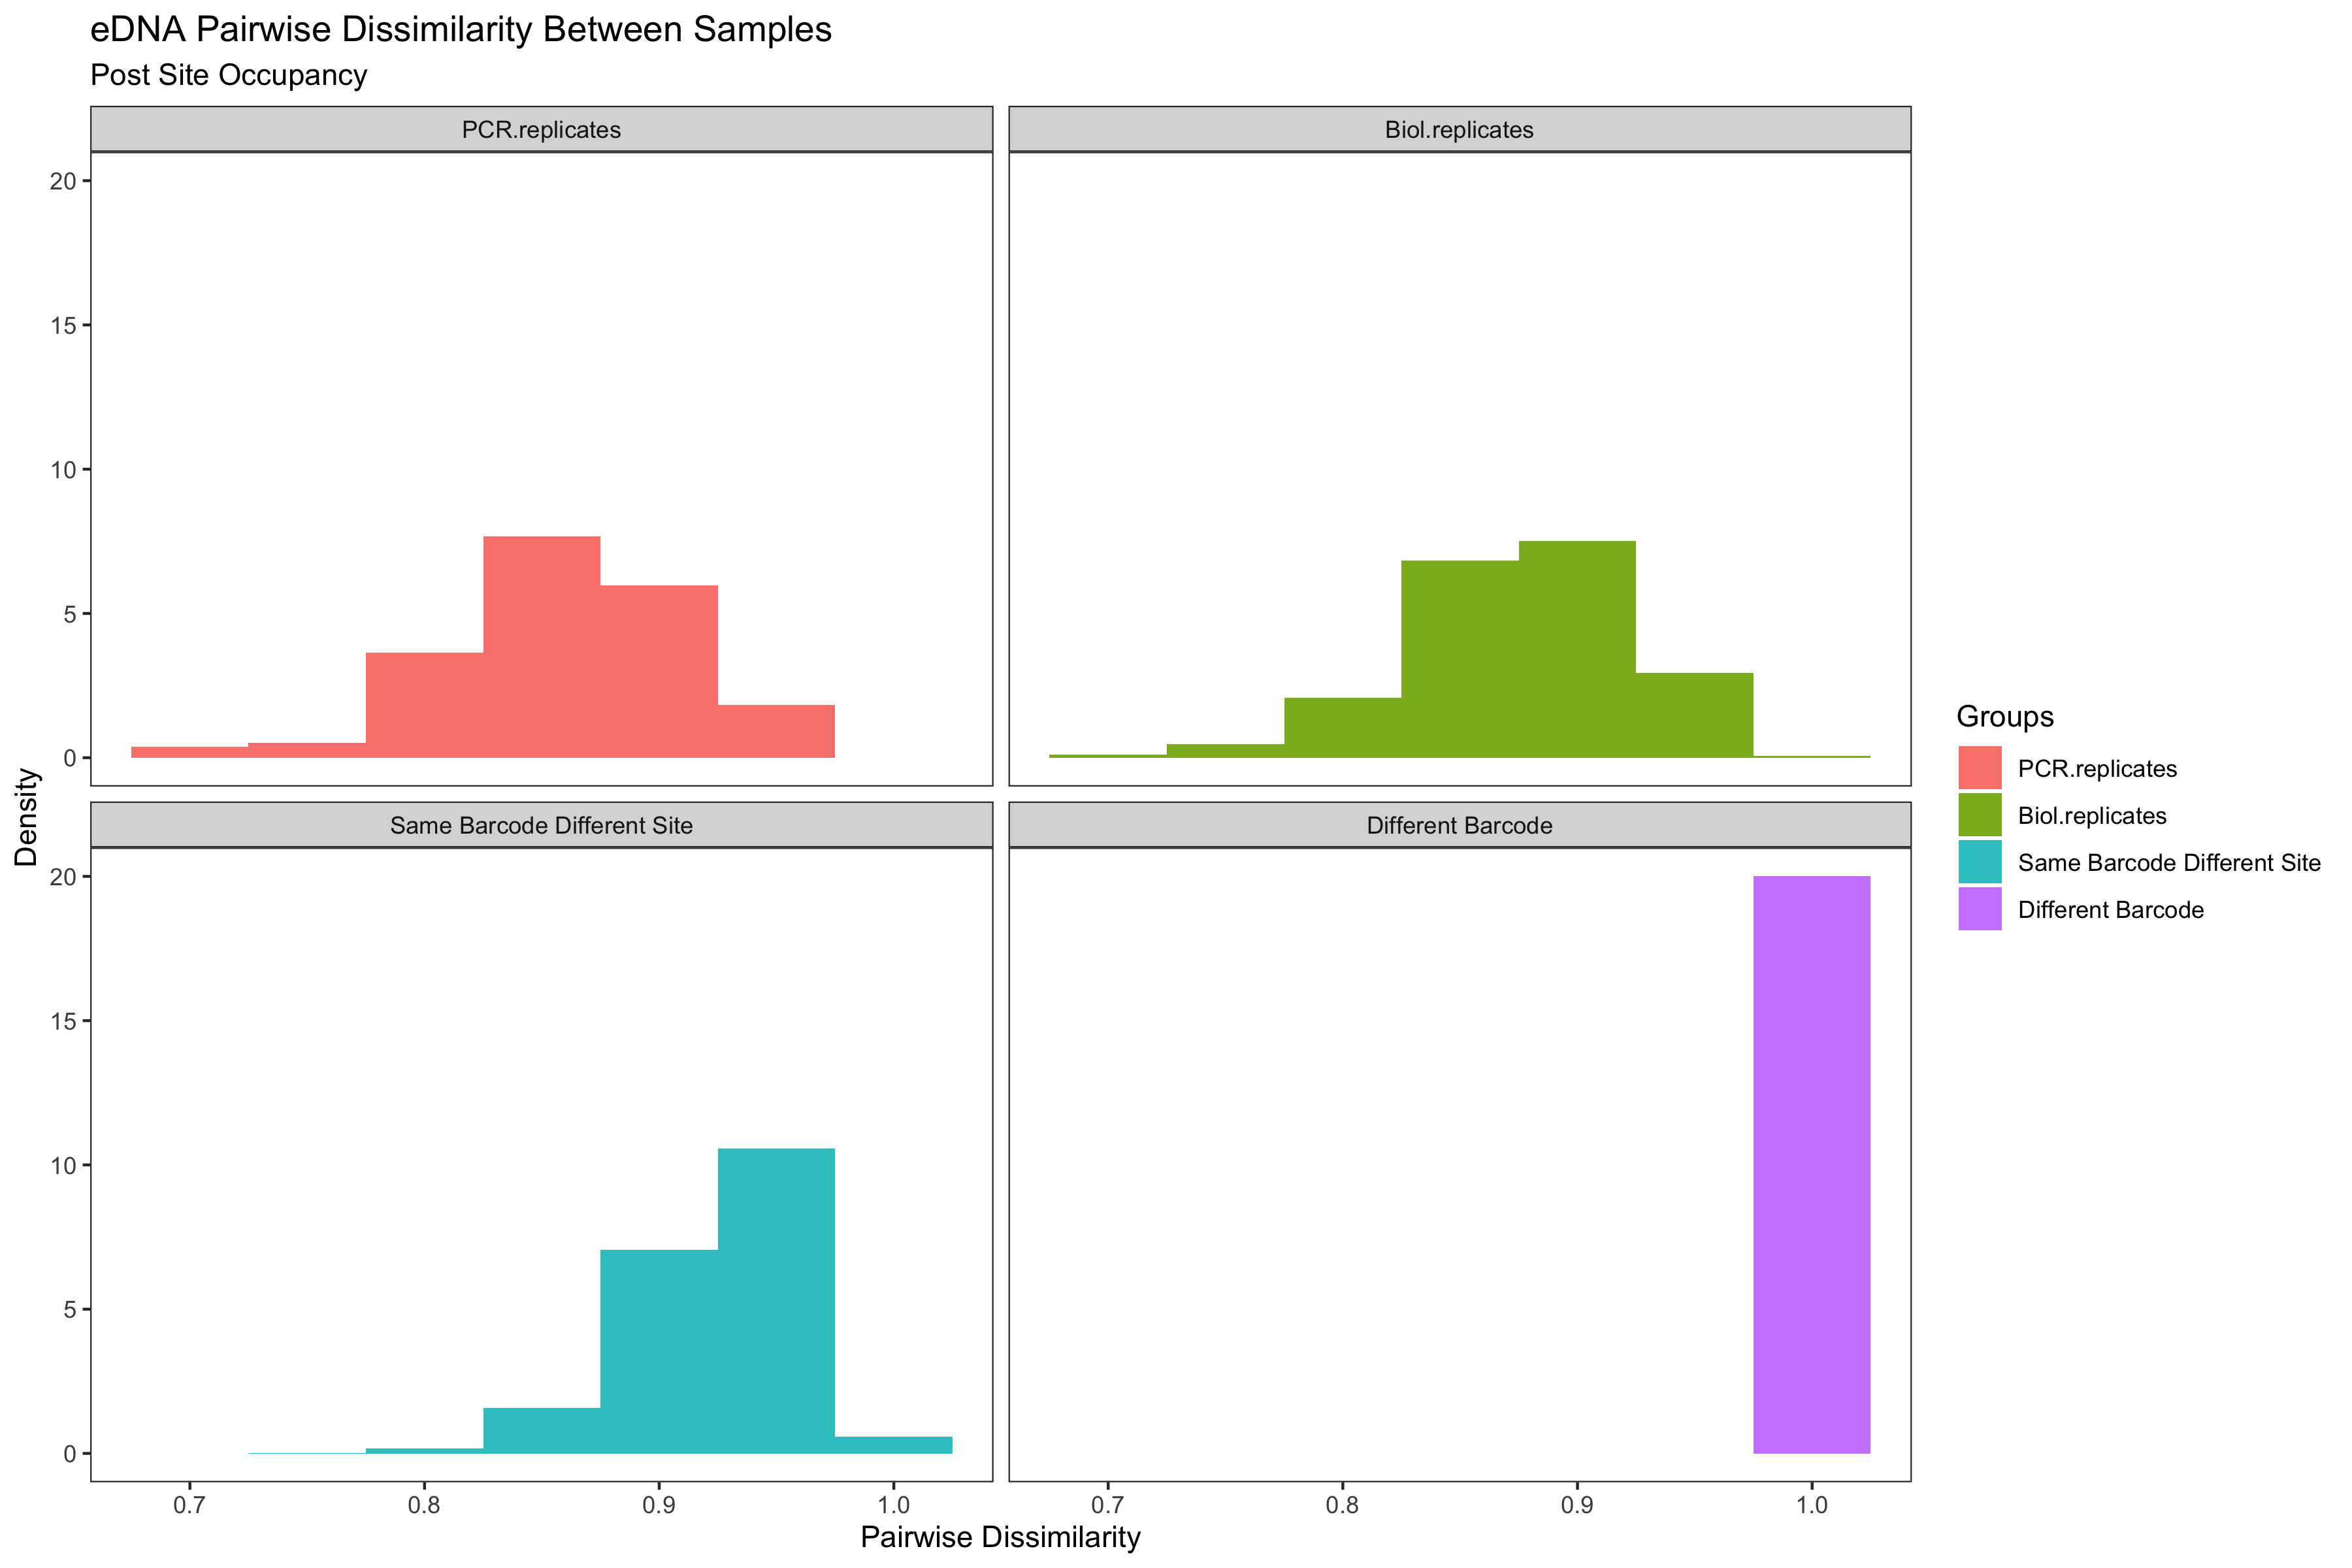 eDNA Pairwise Dissimilarity Between Samples
Post Site Occupancy
PCR.replicates
Biol.replicates
20
15
10
5
0
Same Barcode Different Site
Different Barcode
20
15
10
5
0
Density
0.7
0.8
0.9
1.0
0.7
0.8
0.9
1.0
Pairwise Dissimilarity
Groups
PCR.replicates
Biol.replicates
Same Barcode Different Site
Different Barcode